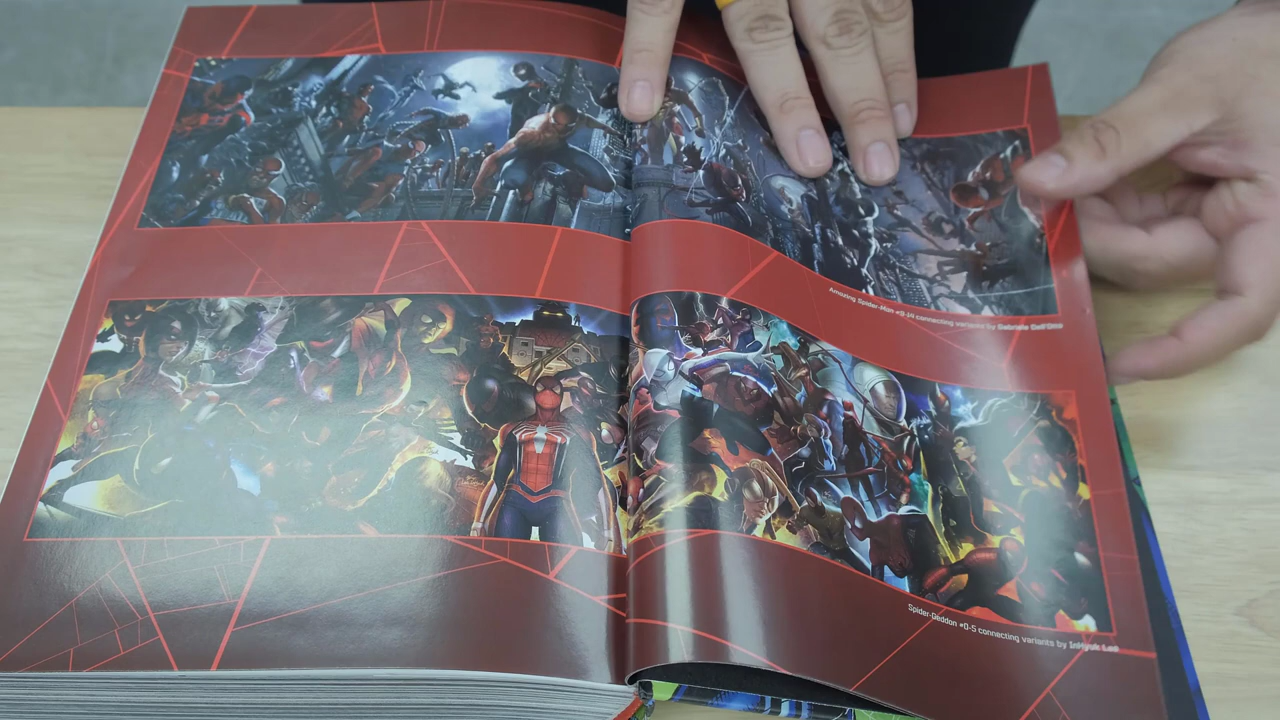 Amazing Spider-Man #9-14 connecting variants by Gabriele Dell'Otto
Spider-Geddon #0-5 connecting variants by InHyuk Lee